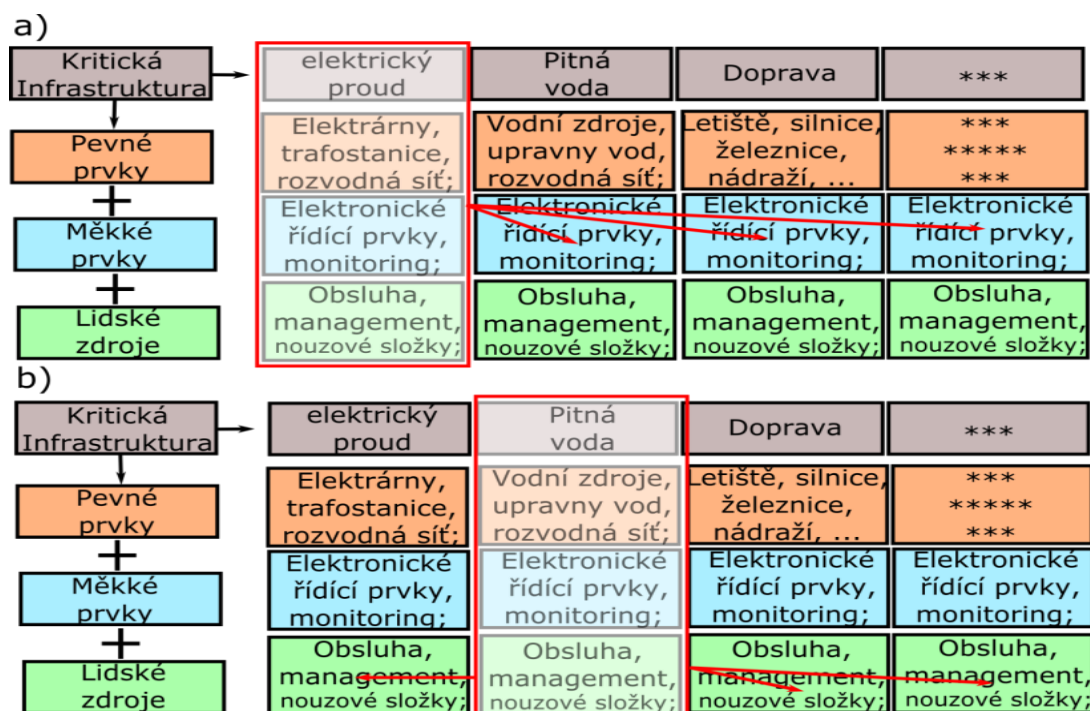 a)
Kritická
Infrastruktura
elektrický
proud
Pitná
voda
Doprava
***
Pevné
prvky
Elektrárny,
trafostanice,
rozvodná síť;
Vodní zdroje,
upravny vod,
rozvodná síť;
Letiště, silnice,
železnice,
nádraží, ...
***
*****
***
+
Měkké
prvky
Elektronické
řídící prvky,
monitoring;
Elektronické
řídící prvky,
monitoring;
Elektronické
řídící prvky,
monitoring;
Elektronické
řídící prvky,
monitoring;
+
Lidské
zdroje
Obsluha,
management,
nouzové složky;
Obsluha,
management,
nouzové složky;
Obsluha,
management,
nouzové složky;
Obsluha,
management,
nouzové složky;
b)
Kritická
Infrastruktura
elektrický
proud
Pitná
voda
Doprava
***
Pevné
prvky
Elektrárny,
trafostanice,
rozvodná síť;
Vodní zdroje,
upravny vod,
rozvodná síť;
Letiště, silnice,
železnice,
nádraží, ...
***
*****
***
+
Měkké
prvky
Elektronické
řídící prvky,
monitoring;
Elektronické
řídící prvky,
monitoring;
Elektronické
řídící prvky,
monitoring;
Elektronické
řídící prvky,
monitoring;
+
Lidské
zdroje
Obsluha,
management,
nouzové složky;
Obsluha,
management,
nouzové složky;
Obsluha,
management,
nouzové složky;
Obsluha,
management,
nouzové složky;